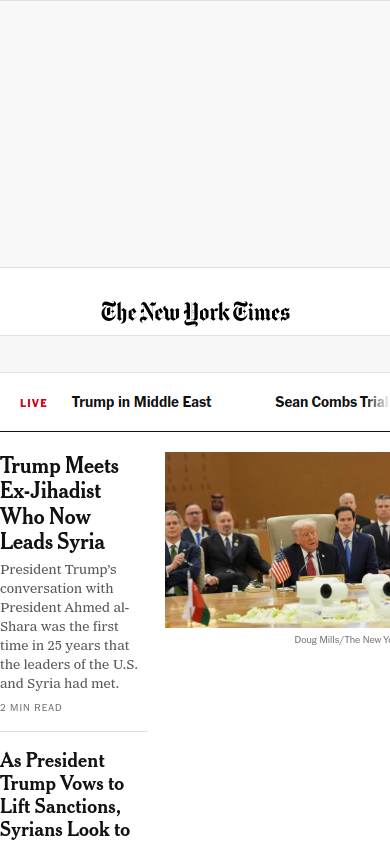 The New York Times
LIVE
Trump in Middle East
Sean Combs Trial
Trump Meets
Ex-Jihadist
Who Now
Leads Syria
President Trump’s
conversation with
President Ahmed al-
Shara was the first
time in 25 years that
the leaders of the U.S.
and Syria had met.
2 MIN READ
Doug Mills/The New Yo
As President
Trump Vows to
Lift Sanctions,
Syrians Look to